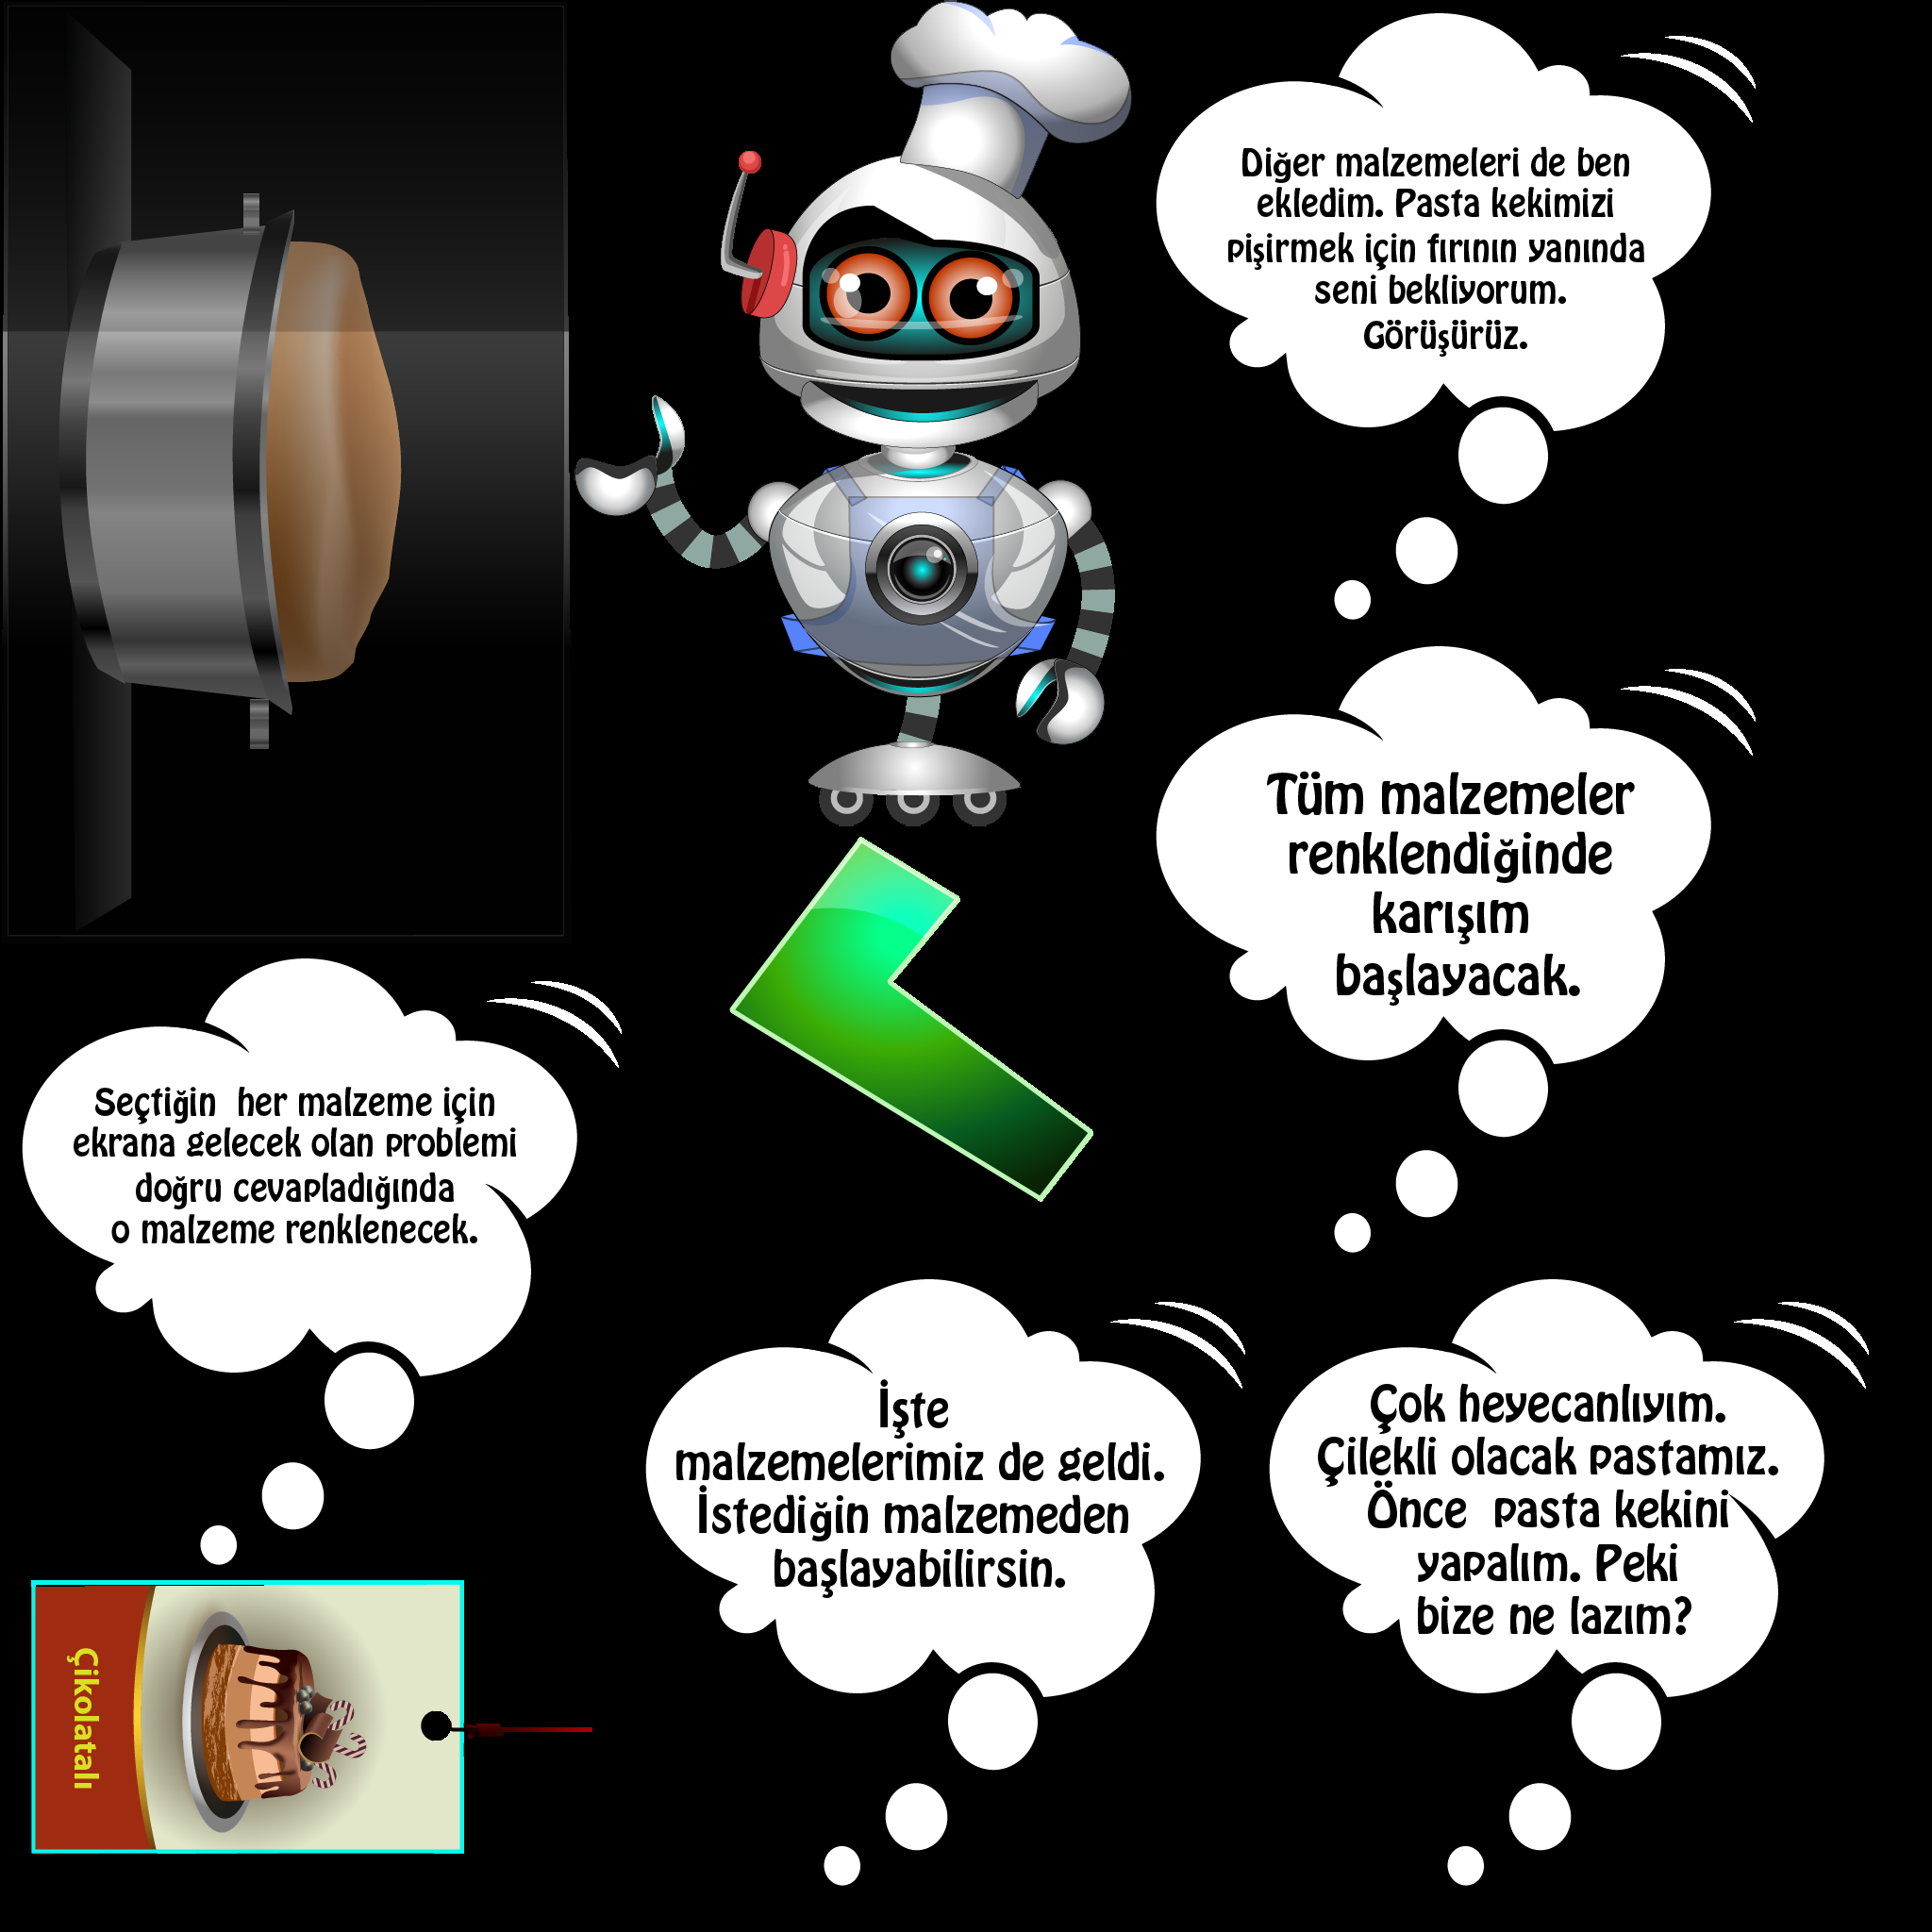 Diğer malzemeleri de ben
ekledim. Pasta kekimizi
pişirmek için fırının yanında
seni bekliyorum.
Görüşürüz.
Tüm malzemeler
renklendiğinde
karışım
başlayacak.
Seçtiğin her malzeme için
ekrana gelecek olan problemi
doğru cevapladığında
o malzeme renklenecek.
İşte
malzemelerimiz de geldi.
İstediğin malzemeden
başlayabilirsin.
Çok heyecanlıyım.
Çilekli olacak pastamız.
Önce pasta kekini
yapalım. Peki
bize ne lazım?
Çikolatalı